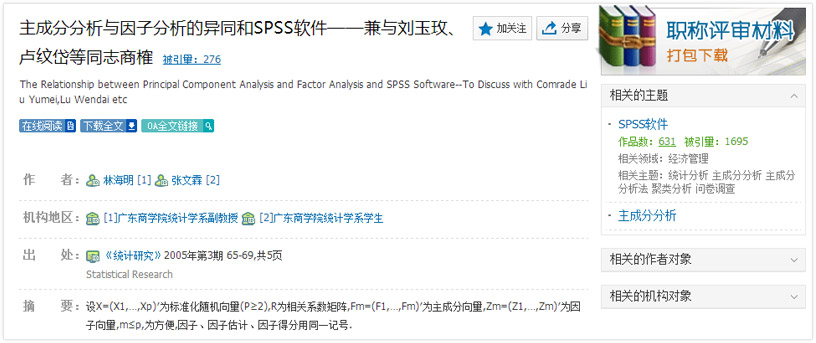 主成分分析与因子分析的异同和SPSS软件——兼与刘玉玫、
卢纹岱等同志商榷 被引量：276
加关注
分享
The Relationship between Principal Component Analysis and Factor Analysis and SPSS Software--To Discuss with Comrade Li
u Yumei,Lu Wendai etc
在线阅读 下载全文 OA全文链接
作 者： 林海明 [1] 张文霖 [2]
机构地区： [1]广东商学院统计学系副教授 [2]广东商学院统计学系学生
出 处： 《统计研究》2005年第3期 65-69,共5页
Statistical Research
摘 要： 设X=(X1,…,Xp)′为标准化随机向量(P≥2),R为相关系数矩阵,Fm=(F1,…,Fm)′为主成分向量,Zm=(Z1,…,Zm)′为因
子向量,m≤p,为方便,因子、因子估计、因子得分用同一记号.
职称评审材料
打包下载
相关的主题
SPSS软件
作品数：631 被引量：1695
相关领域：经济管理
相关主题：统计分析 主成分分析 主成分
分析法 聚类分析 问卷调查
主成分分析
相关的作者对象
相关的机构对象